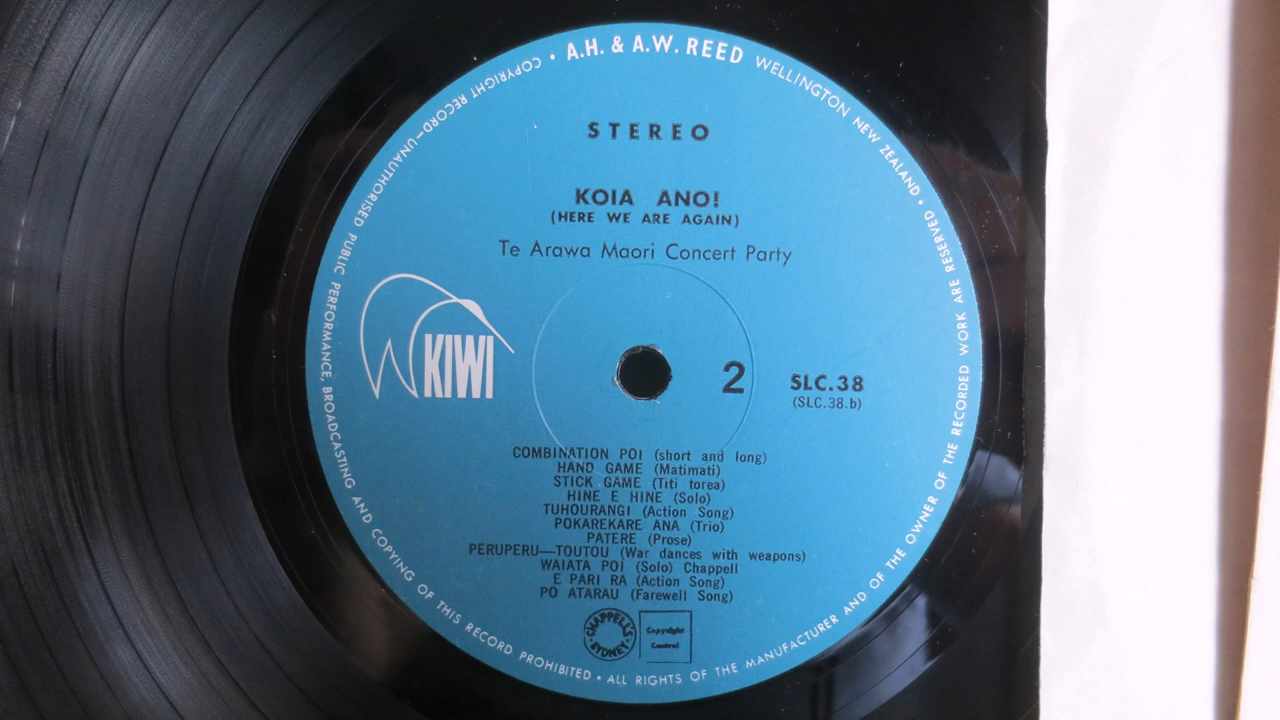 • A.H. & A.W. REED WELLINGTON NEW ZEALAND • ALL RIGHTS OF THE MANUFACTURER AND OF THE OWNER OF THE RECORDED WORK ARE RESERVED • COPYRIGHT RECORD—UNAUTHORISED PUBLIC PERFORMANCE, BROADCASTING AND COPYING OF THIS RECORD PROHIBITED
STEREO
KOIA ANO!
(HERE WE ARE AGAIN)
Te Arawa Maori Concert Party
KIWI
2
SLC.38
(SLC.38.b)
COMBINATION POI (short and long)
HAND GAME (Matimati)
STICK GAME (Titi torea)
HINE E HINE (Solo)
TUHOURANGI (Action Song)
POKAREKARE ANA (Trio)
PATERE (Prose)
PERUPERU—TOUTOU (War dances with weapons)
WAIATA POI (Solo) Chappell
E PARI RA (Action Song)
PO ATARAU (Farewell Song)
CHAPPELL'S SYDNEY
Copyright
Control